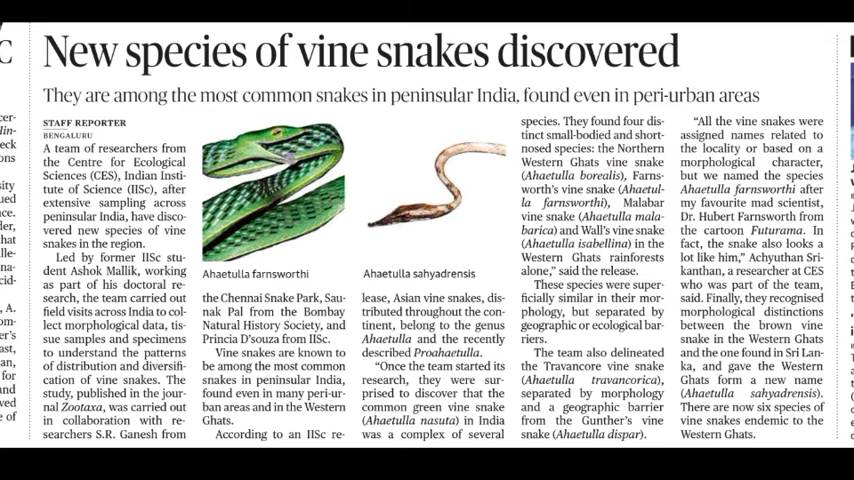 New species of vine snakes discovered
They are among the most common snakes in peninsular India, found even in peri-urban areas
STAFF REPORTER
BENGALURU
A team of researchers from
the Centre for Ecological
Sciences (CES), Indian Insti-
tute of Science (IISc), after
extensive sampling across
peninsular India, have disco-
vered new species of vine
snakes in the region.
Led by former IISc stu-
dent Ashok Mallik, working
as part of his doctoral re-
search, the team carried out
field visits across India to col-
lect morphological data, tis-
sue samples and specimens
to understand the patterns
of distribution and diversifi-
cation of vine snakes. The
study, published in the jour-
nal Zootaxa, was carried out
in collaboration with re-
searchers S.R. Ganesh from
Ahaetulla farnsworthi
the Chennai Snake Park, Sau-
nak Pal from the Bombay
Natural History Society, and
Princia D'souza from IISc.
Vine snakes are known to
be among the most common
snakes in peninsular India,
found even in many peri-ur-
ban areas and in the Western
Ghats.
According to an IISc re-
Ahaetulla sahyadrensis
lease, Asian vine snakes, dis-
tributed throughout the con-
tinent, belong to the genus
Ahaetulla and the recently
described Proahaetulla.
"Once the team started its
research, they were sur-
prised to discover that the
common green vine snake
(Ahaetulla nasuta) in India
was a complex of several
species. They found four dis-
tinct small-bodied and short-
nosed species: the Northern
Western Ghats vine snake
(Ahaetulla borealis), Farns-
worth's vine snake (Ahaetul-
la farnsworthi), Malabar
vine snake (Ahaetulla mala-
barica) and Wall's vine snake
(Ahaetulla isabellina) in the
Western Ghats rainforests
alone," said the release.
These species were super-
ficially similar in their mor-
phology, but separated by
geographic or ecological bar-
riers.
The team also delineated
the Travancore vine snake
(Ahaetulla travancorica),
separated by morphology
and a geographic barrier
from the Gunther's vine
snake (Ahaetulla dispar).
"All the vine snakes were
assigned names related to
the locality or based on a
morphological character,
but we named the species
Ahaetulla farnsworthi after
my favourite mad scientist,
Dr. Hubert Farnsworth from
the cartoon Futurama. In
fact, the snake also looks a
lot like him," Achyuthan Sri-
kanthan, a researcher at CES
who was part of the team,
said. Finally, they recognised
morphological distinctions
between the brown vine
snake in the Western Ghats
and the one found in Sri Lan-
ka, and gave the Western
Ghats form a new name
(Ahaetulla sahyadrensis).
There are now six species of
vine snakes endemic to the
Western Ghats.